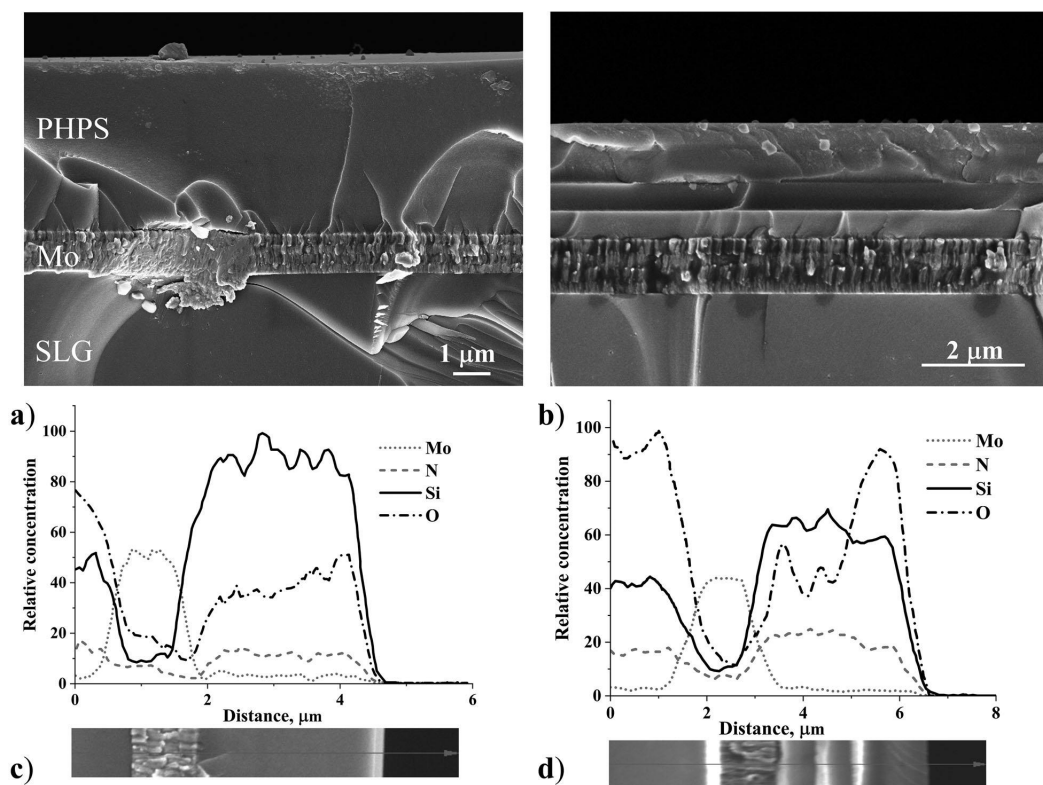 PHPS
Mo
SLG
1 μm
2 μm
a)
b)
100
80
60
40
20
0
Relative concentration
Mo
N
Si
O
0 2 4 6
Distance, μm
100
80
60
40
20
0
Relative concentration
Mo
N
Si
O
0 2 4 6 8
Distance, μm
c)
d)